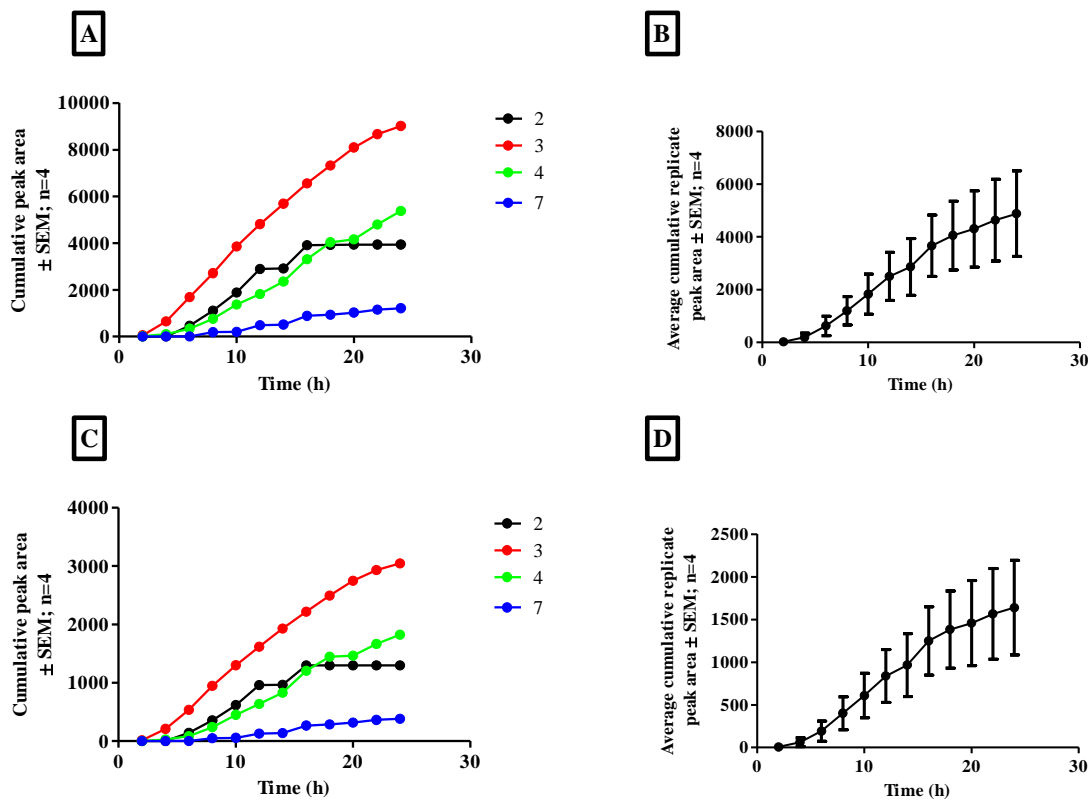 A
Cumulative peak area
± SEM; n=4
10000
8000
6000
4000
2000
0
0 10 20 30
Time (h)
2
3
4
7
B
Average cumulative replicate
peak area ± SEM; n=4
8000
6000
4000
2000
0
0 10 20 30
Time (h)
C
Cumulative peak area
± SEM; n=4
4000
3000
2000
1000
0
0 10 20 30
Time (h)
2
3
4
7
D
Average cumulative replicate
peak area ± SEM; n=4
2500
2000
1500
1000
500
0
0 10 20 30
Time (h)